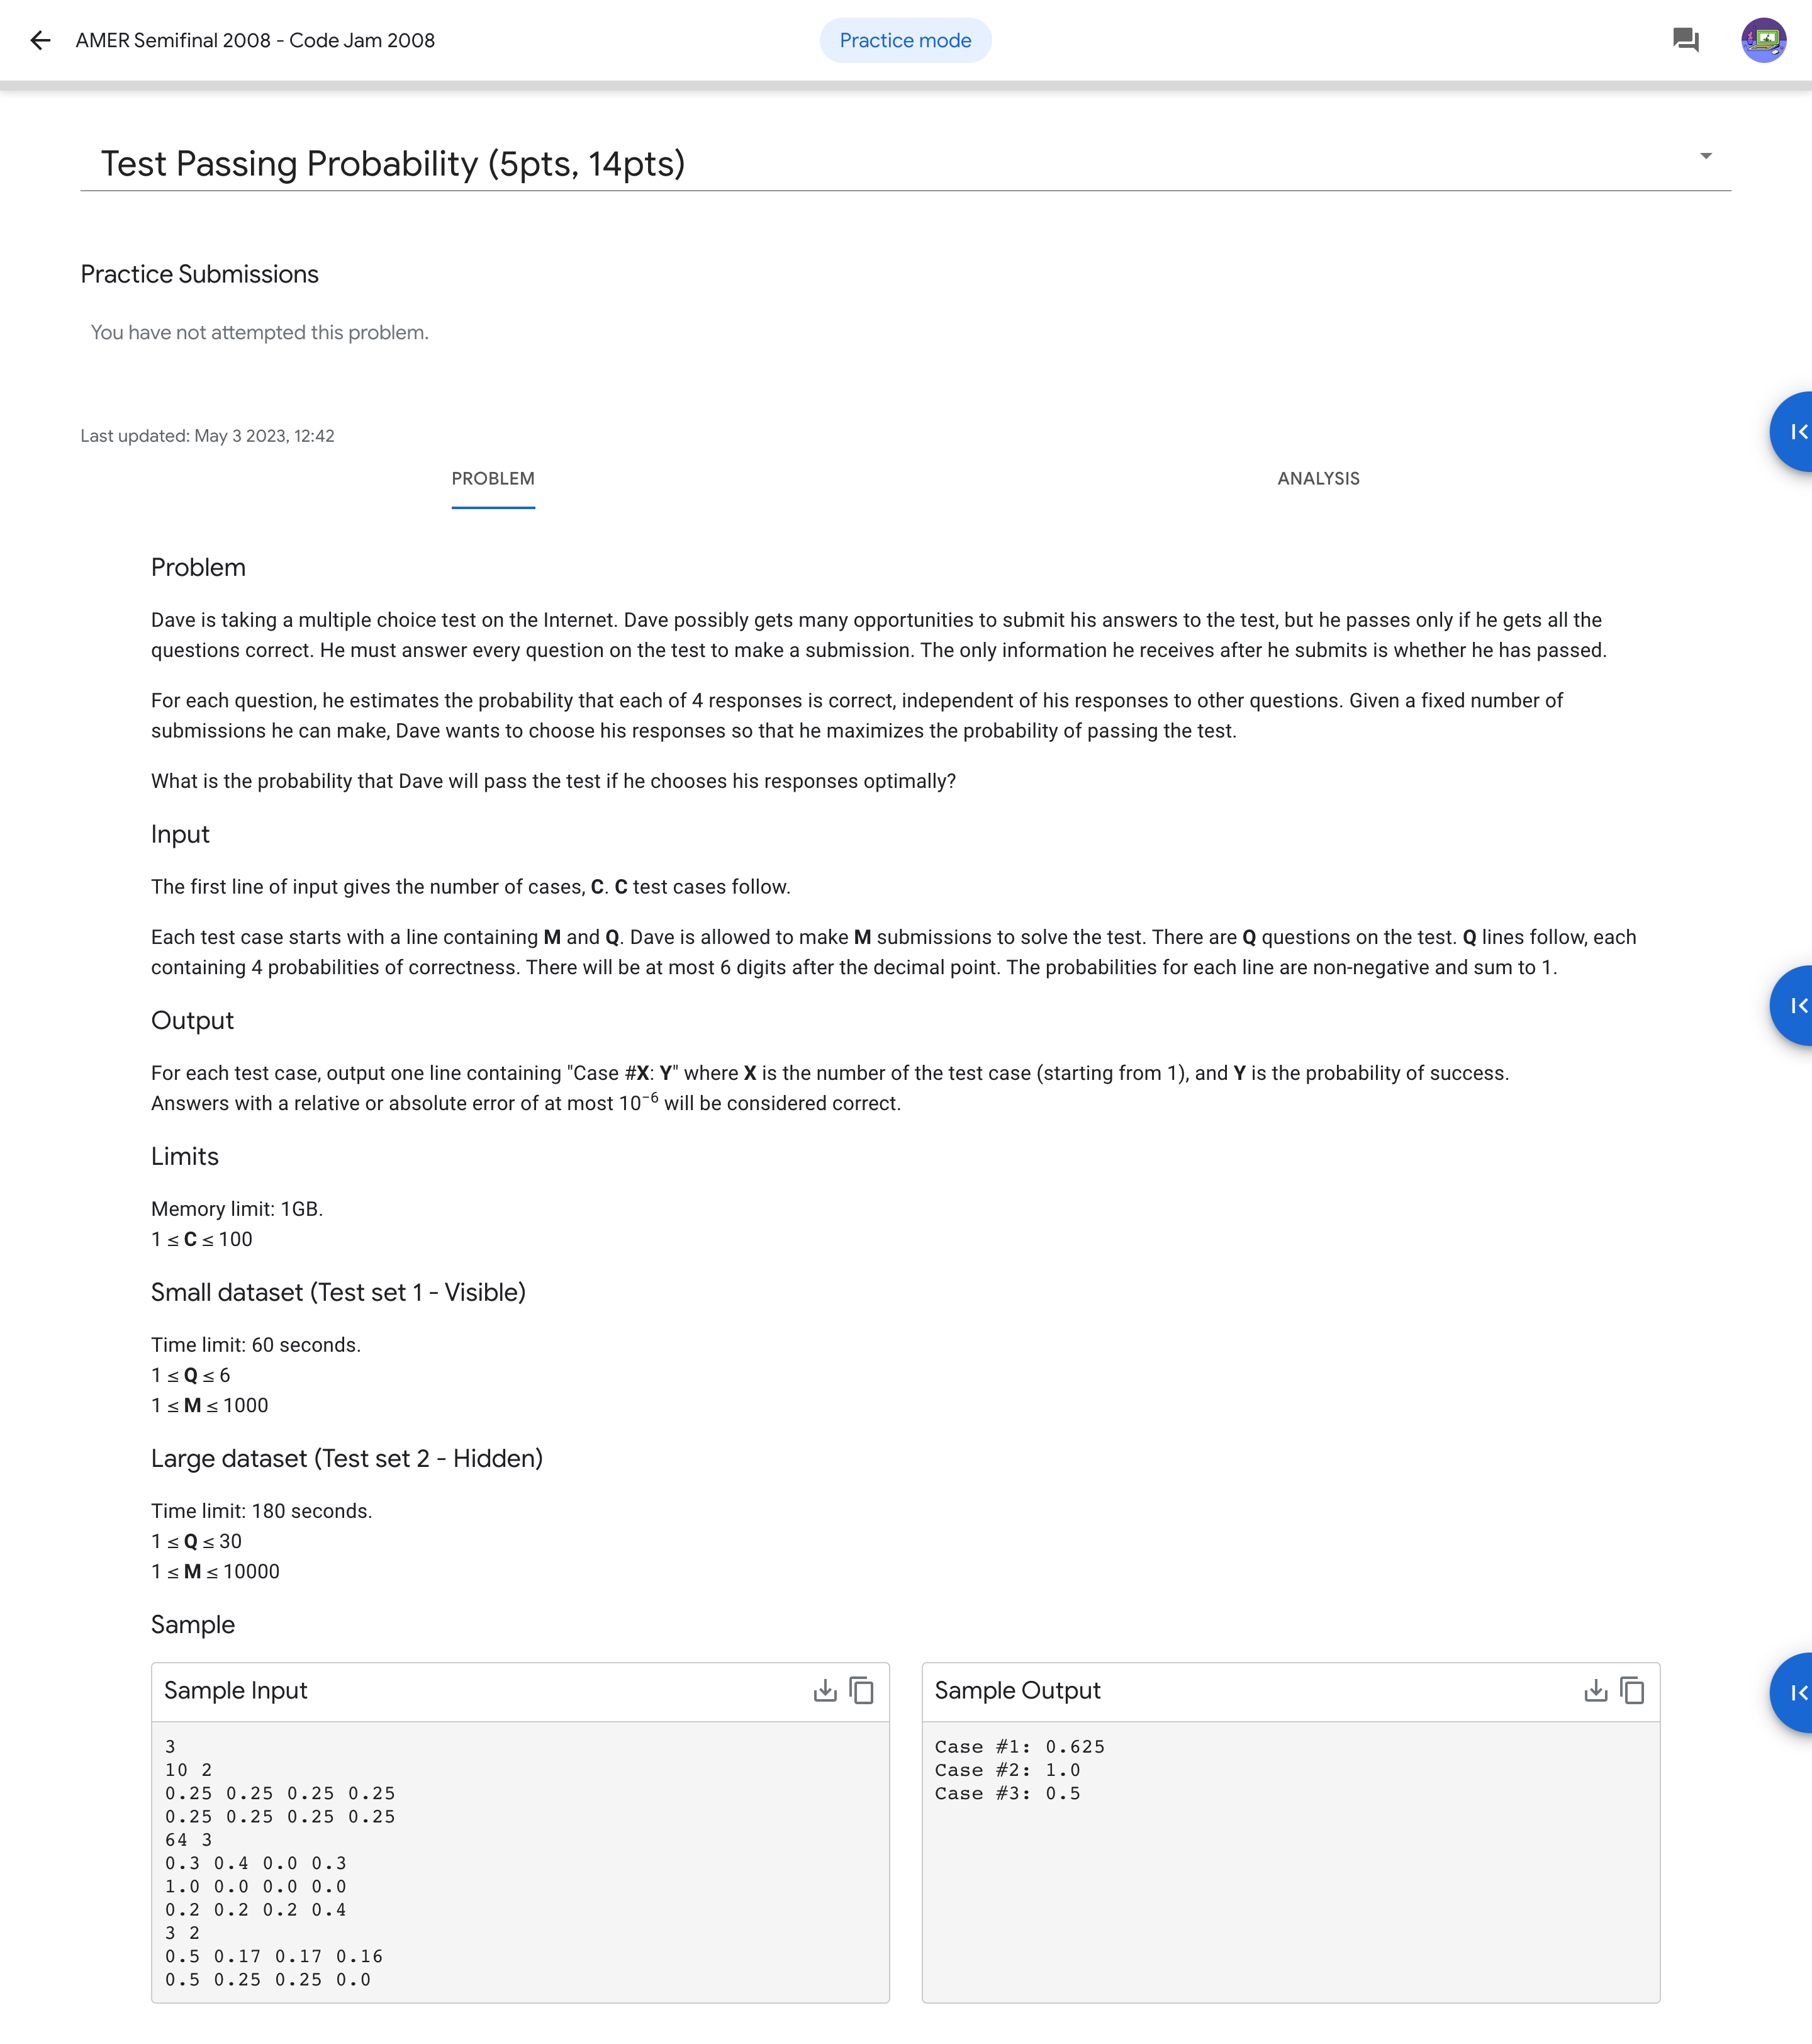 AMER Semifinal 2008 - Code Jam 2008
Practice mode
Test Passing Probability (5pts, 14pts)
Practice Submissions
You have not attempted this problem.
Last updated: May 3 2023, 12:42
PROBLEM
ANALYSIS
Problem
Dave is taking a multiple choice test on the Internet. Dave possibly gets many opportunities to submit his answers to the test, but he passes only if he gets all the
questions correct. He must answer every question on the test to make a submission. The only information he receives after he submits is whether he has passed.
For each question, he estimates the probability that each of 4 responses is correct, independent of his responses to other questions. Given a fixed number of
submissions he can make, Dave wants to choose his responses so that he maximizes the probability of passing the test.
What is the probability that Dave will pass the test if he chooses his responses optimally?
Input
The first line of input gives the number of cases, C. C test cases follow.
Each test case starts with a line containing M and Q. Dave is allowed to make M submissions to solve the test. There are Q questions on the test. Q lines follow, each
containing 4 probabilities of correctness. There will be at most 6 digits after the decimal point. The probabilities for each line are non-negative and sum to 1.
Output
For each test case, output one line containing "Case #X: Y" where X is the number of the test case (starting from 1), and Y is the probability of success.
Answers with a relative or absolute error of at most 10⁻⁶ will be considered correct.
Limits
Memory limit: 1GB.
1 ≤ C ≤ 100
Small dataset (Test set 1 - Visible)
Time limit: 60 seconds.
1 ≤ Q ≤ 6
1 ≤ M ≤ 1000
Large dataset (Test set 2 - Hidden)
Time limit: 180 seconds.
1 ≤ Q ≤ 30
1 ≤ M ≤ 10000
Sample
Sample Input
3
10 2
0.25 0.25 0.25 0.25
0.25 0.25 0.25 0.25
64 3
0.3 0.4 0.0 0.3
1.0 0.0 0.0 0.0
0.2 0.2 0.2 0.4
3 2
0.5 0.17 0.17 0.16
0.5 0.25 0.25 0.0
Sample Output
Case #1: 0.625
Case #2: 1.0
Case #3: 0.5